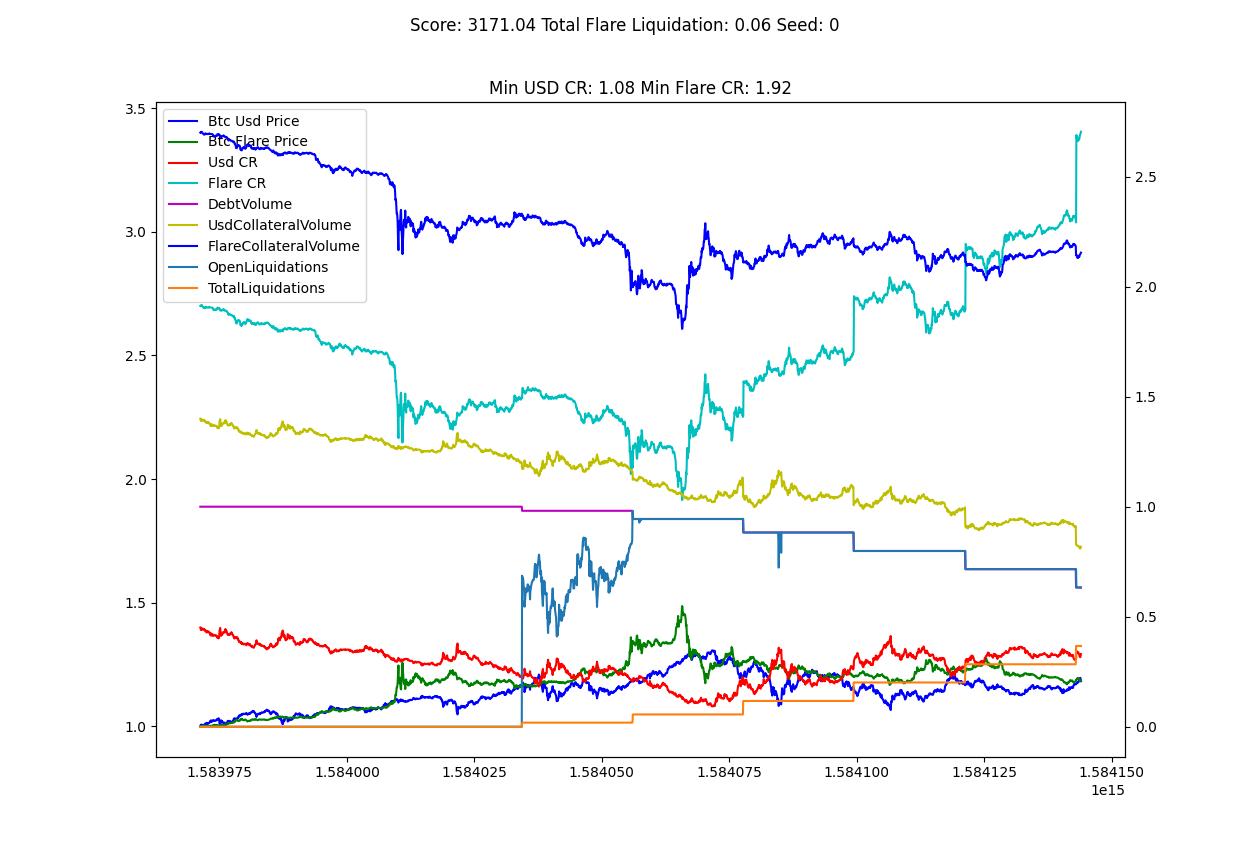 Score: 3171.04 Total Flare Liquidation: 0.06 Seed: 0
Min USD CR: 1.08 Min Flare CR: 1.92
3.5
3.0
2.5
2.0
1.5
1.0
Btc Usd Price
Btc Flare Price
Usd CR
Flare CR
DebtVolume
UsdCollateralVolume
FlareCollateralVolume
OpenLiquidations
TotalLiquidations
2.5
2.0
1.5
1.0
0.5
0.0
1.583975 1.584000 1.584025 1.584050 1.584075 1.584100 1.584125 1.584150
1e15